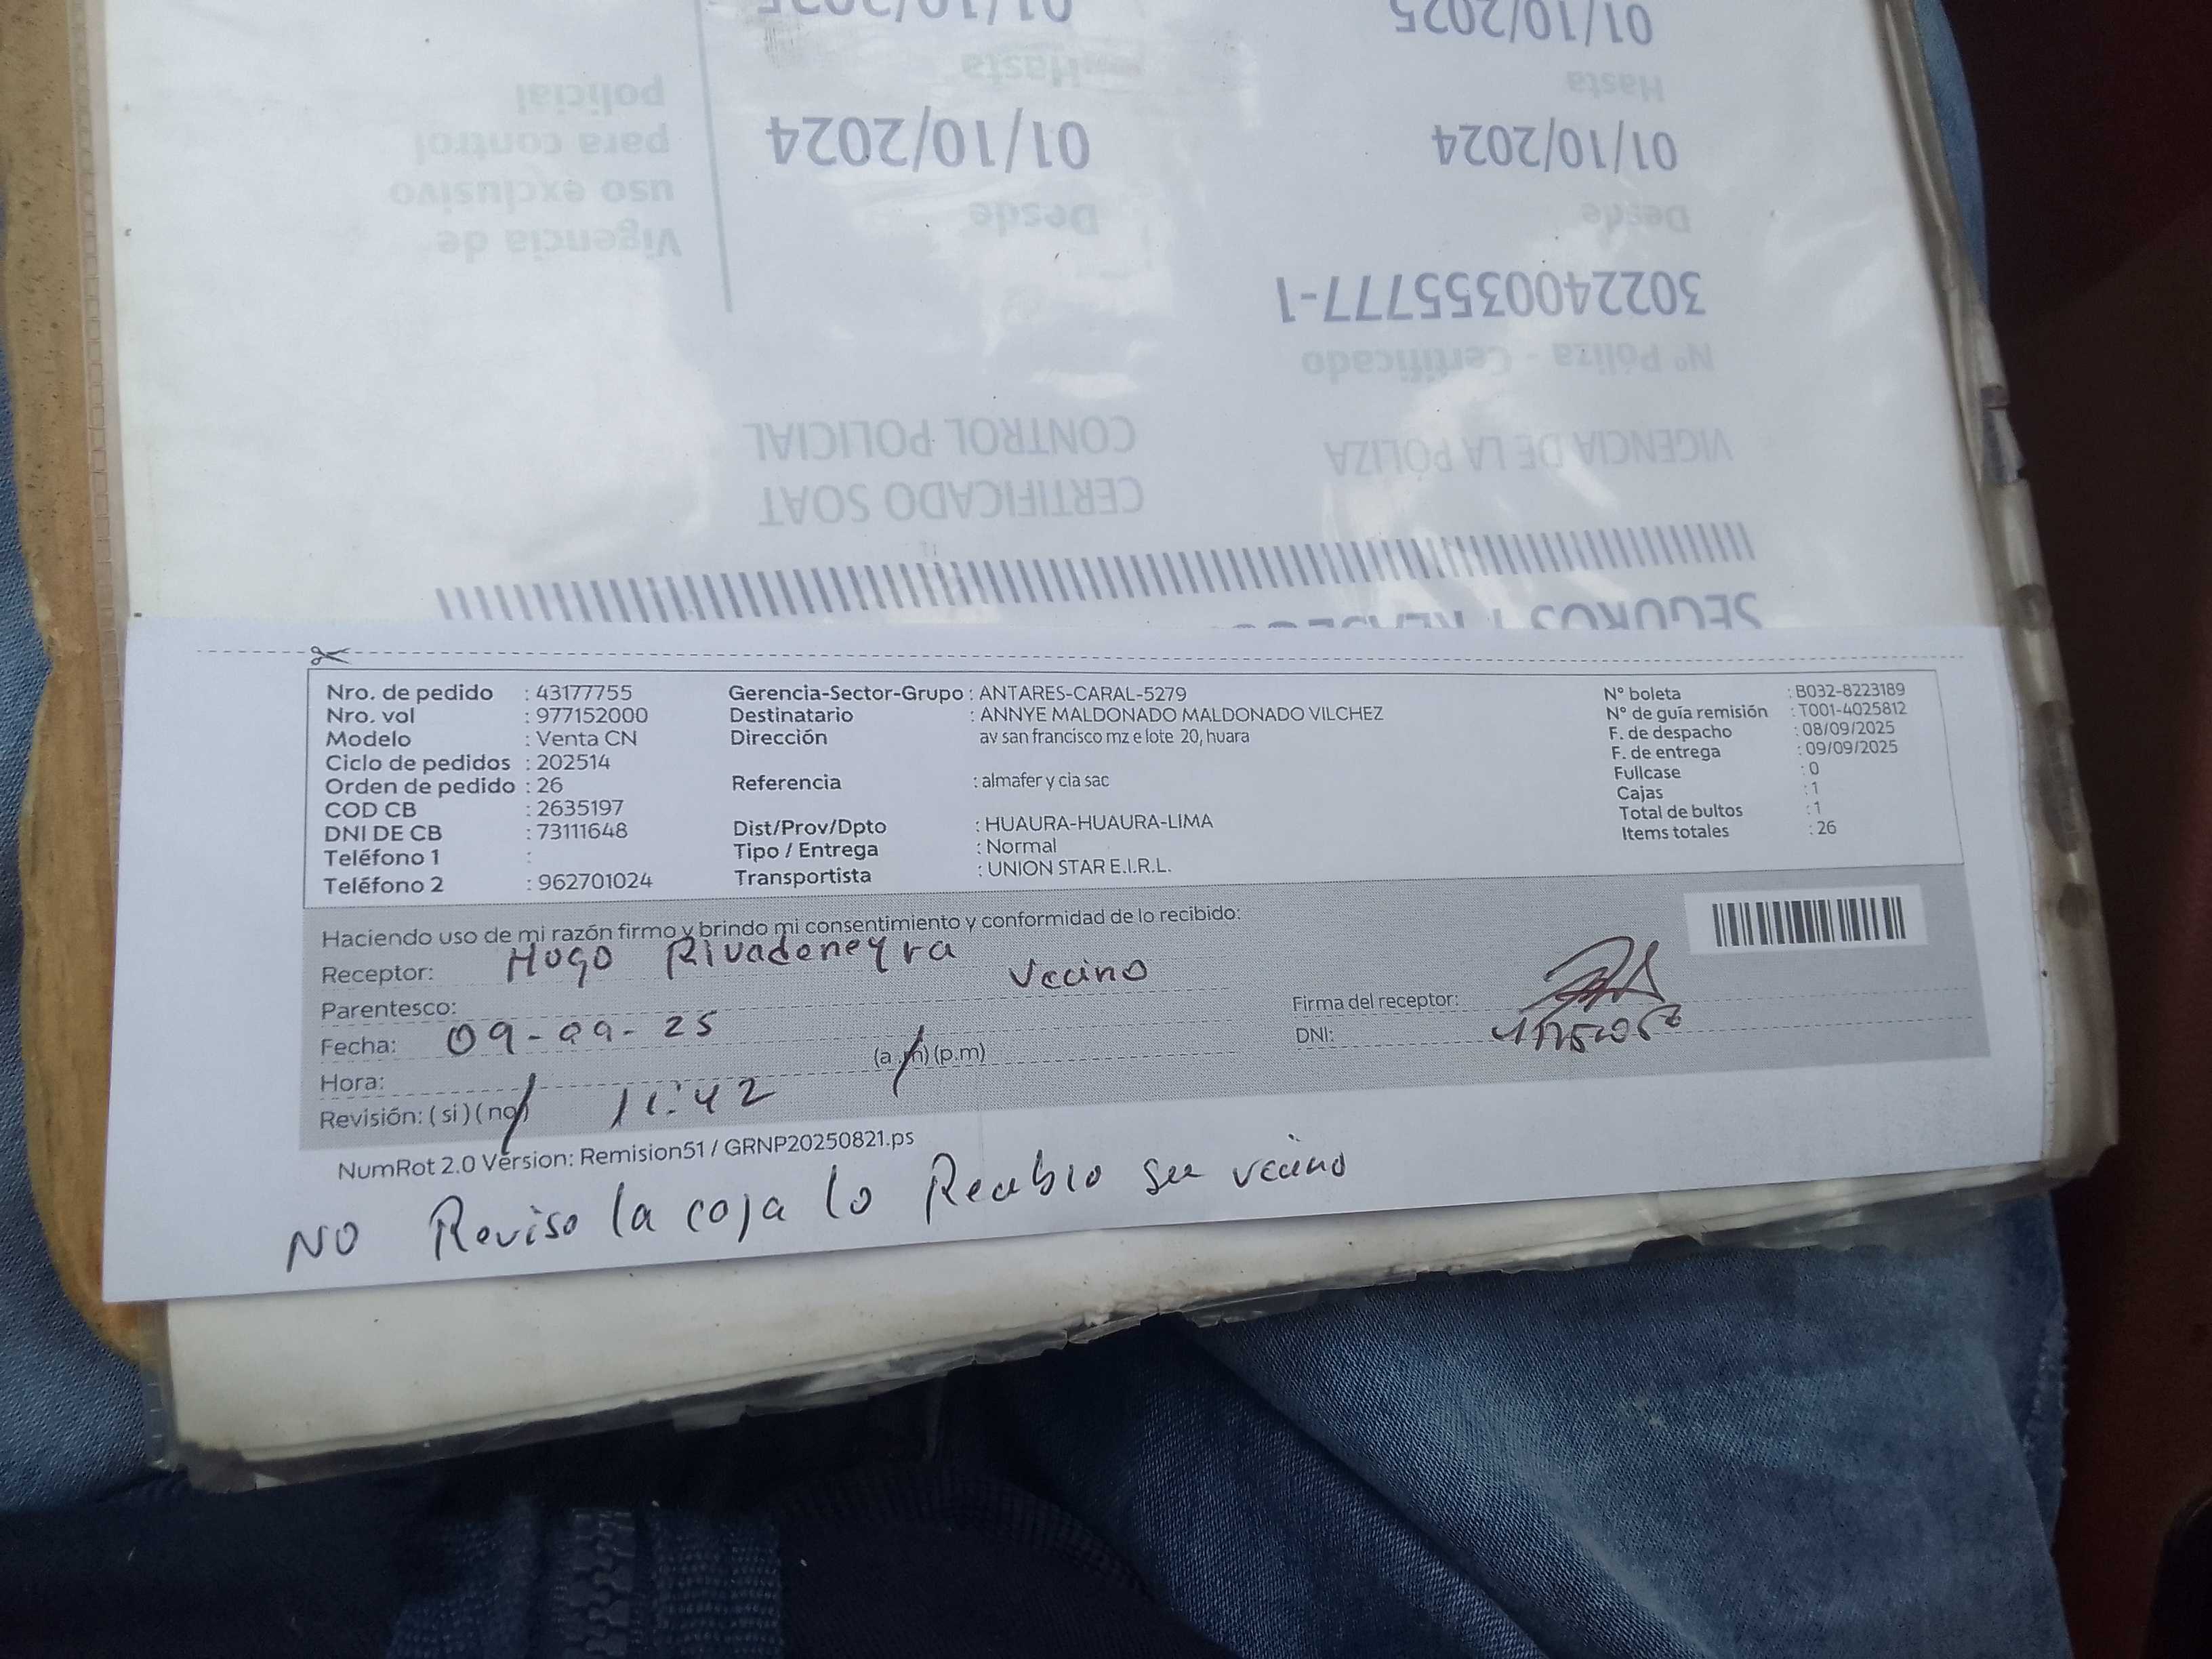 01/10/2025
01/10/2025
Hasta
Hasta
01/10/2024
01/10/2024
Desde
Desde
Vigencia de
uso exclusivo
para control
policial
302240035577­7-1
Nº Póliza - Certificado
VIGENCIA DE LA POLIZA
CERTIFICADO SOAT
CONTROL POLICIAL
SEGUROS
Nro. de pedido : 43177755
Nro. vol : 977152000
Modelo : Venta CN
Ciclo de pedidos : 202514
Orden de pedido : 26
COD CB : 2635197
DNI DE CB : 73111648
Teléfono 1 :
Teléfono 2 : 962701024
Gerencia-Sector-Grupo : ANTARES-CARAL-5279
Destinatario : ANNYE MALDONADO MALDONADO VILCHEZ
Dirección av san francisco mz e lote 20, huara
Referencia : almafer y cia sac
Dist/Prov/Dpto : HUAURA-HUAURA-LIMA
Tipo / Entrega : Normal
Transportista : UNION STAR E.I.R.L.
Nº boleta : B032-8223189
Nº de guía remisión : T001-4025812
F. de despacho : 08/09/2025
F. de entrega : 09/09/2025
Fullcase : 0
Cajas : 1
Total de bultos : 1
Items totales : 26
Haciendo uso de mi razón firmo y brindo mi consentimiento y conformidad de lo recibido:
Receptor: Hugo Rivadeneyra
Parentesco: Vecino
Fecha: 09-09-25
Hora: 11:42 (a.m) (p.m)
Revisión: ( si ) ( no )
Firma del receptor:
DNI:
NumRot 2.0 Version: Remision51 / GRNP20250821.ps
NO Reviso la caja lo Recibio su vecino